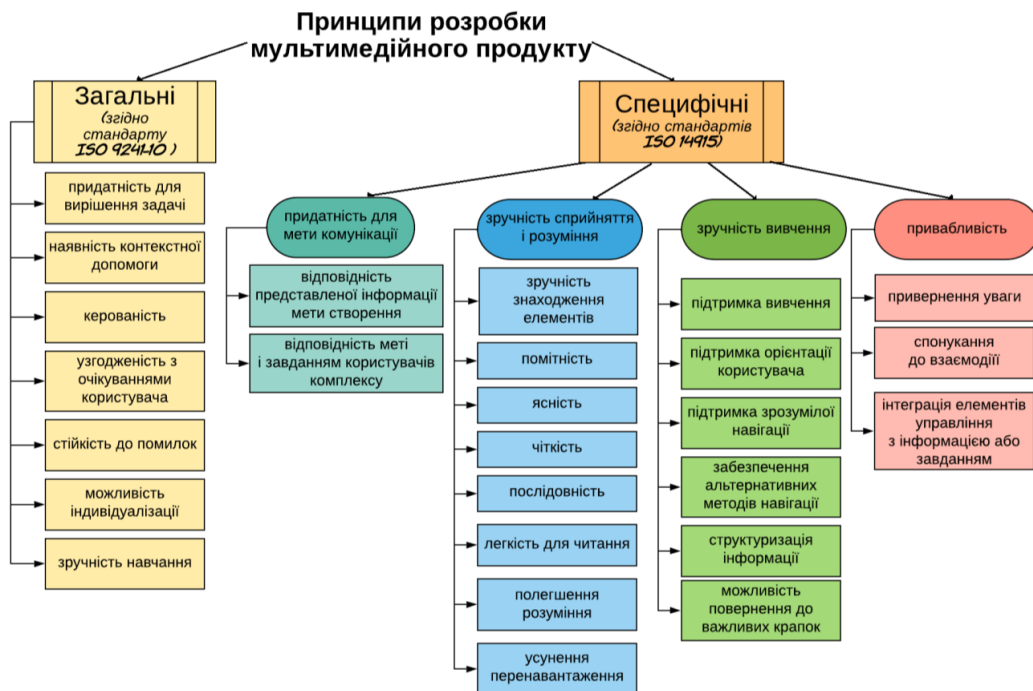 Принципи розробки
мультимедійного продукту
Загальні
(згідно
стандарту
ISO 9241-10 )
придатність для
вирішення задачі
наявність контекстної
допомоги
керованість
узгодженість з
очікуваннями
користувача
стійкість до помилок
можливість
індивідуалізації
зручність навчання
Специфічні
(згідно стандартів
ISO 14915)
придатність для
мети комунікації
відповідність
представленої інформації
мети створення
відповідність меті
і завданням користувачів
комплексу
зручність сприйняття
і розуміння
зручність
знаходження
елементів
помітність
ясність
чіткість
послідовність
легкість для читання
полегшення
розуміння
усунення
перенавантаження
зручність вивчення
підтримка вивчення
підтримка орієнтації
користувача
підтримка зрозумілої
навігації
забезпечення
альтернативних
методів навігації
структуризація
інформації
можливість
повернення до
важливих крапок
привабливість
привернення уваги
спонукання
до взаємодіїї
інтеграція елементів
управління
з інформацією або
завданням